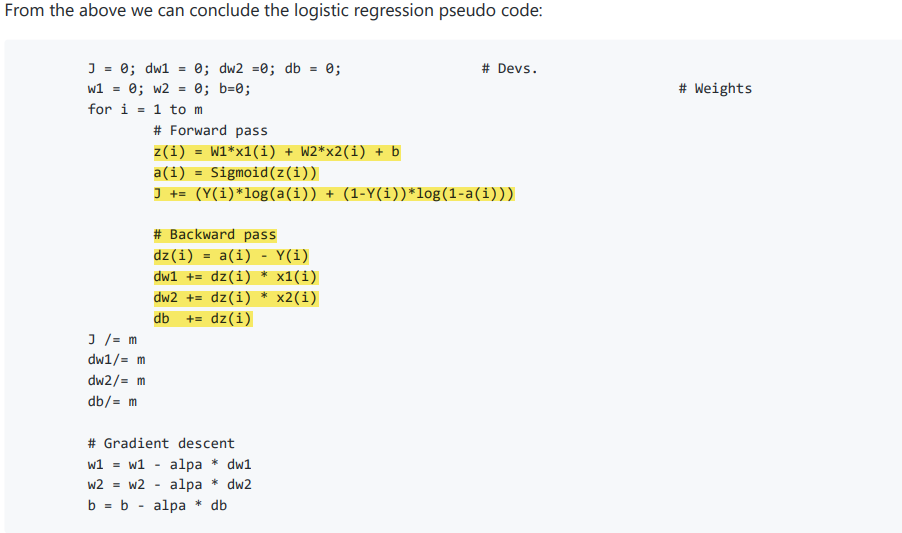 From the above we can conclude the logistic regression pseudo code:
J = 0; dw1 = 0; dw2 =0; db = 0; # Devs.
w1 = 0; w2 = 0; b=0; # Weights
for i = 1 to m
# Forward pass
z(i) = W1*x1(i) + W2*x2(i) + b
a(i) = Sigmoid(z(i))
J += (Y(i)*log(a(i)) + (1-Y(i))*log(1-a(i)))
# Backward pass
dz(i) = a(i) - Y(i)
dw1 += dz(i) * x1(i)
dw2 += dz(i) * x2(i)
db += dz(i)
J /= m
dw1/= m
dw2/= m
db/= m
# Gradient descent
w1 = w1 - alpa * dw1
w2 = w2 - alpa * dw2
b = b - alpa * db